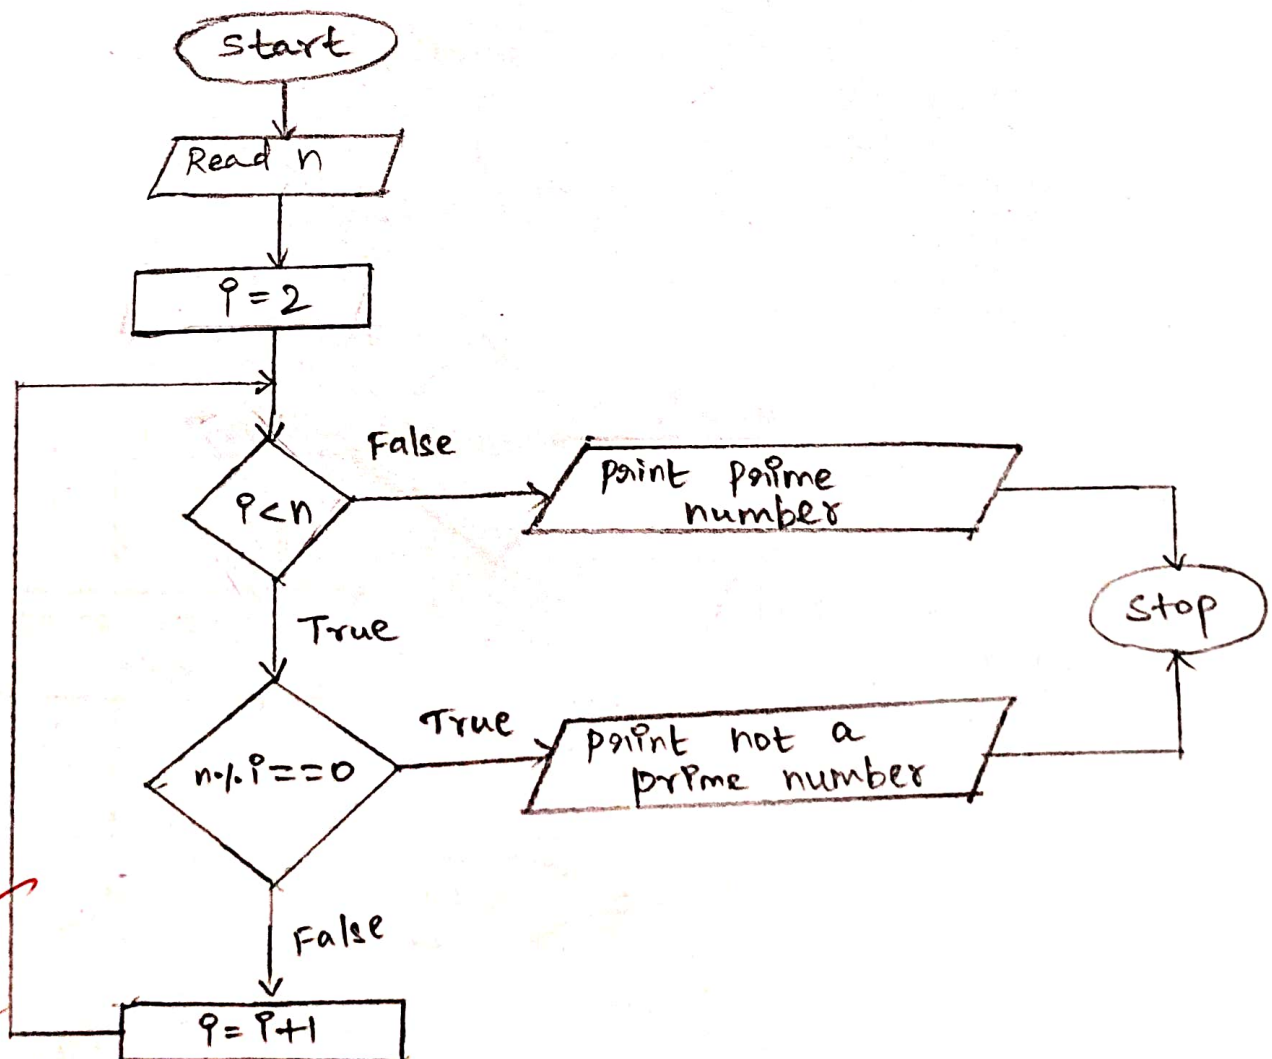 Start
Read n
i = 2
False
i<n
print prime
number
True
Stop
True
n%i==0
print not a
prime number
False
i = i+1